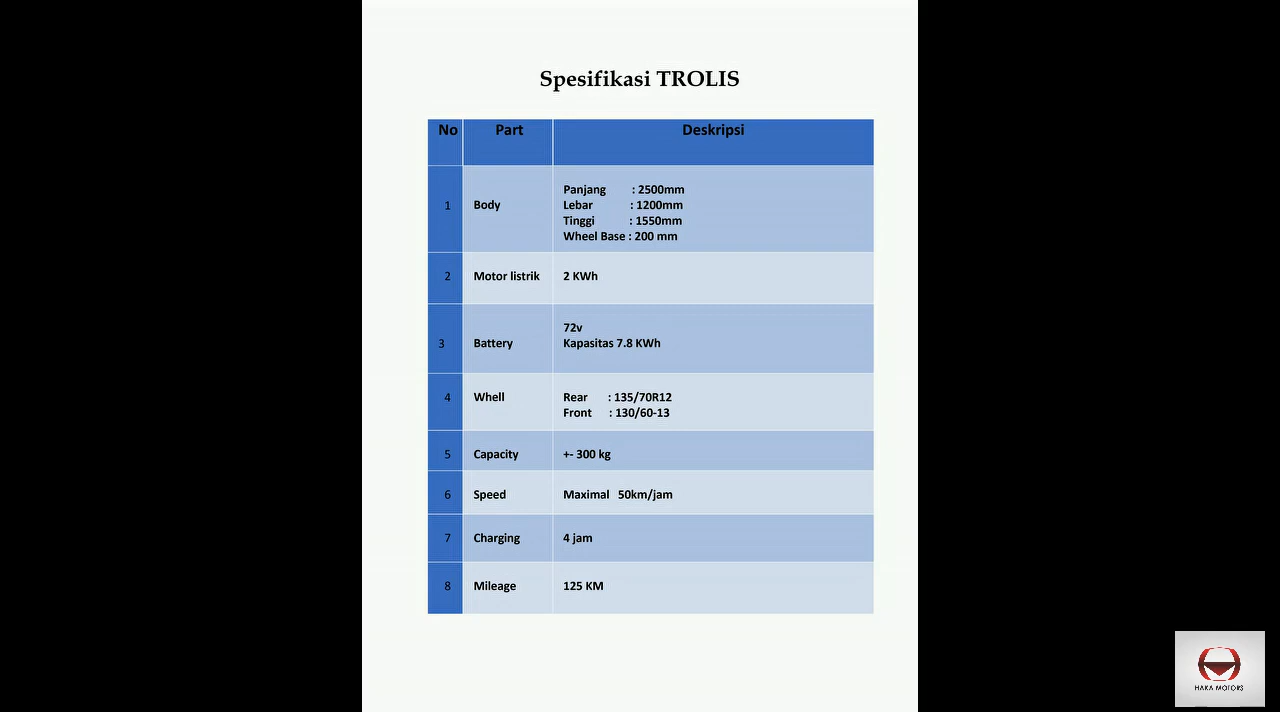 Spesifikasi TROLIS
No Part Deskripsi
1 Body
Panjang : 2500mm
Lebar : 1200mm
Tinggi : 1550mm
Wheel Base : 200 mm
2 Motor listrik 2 KWh
3 Battery
72v
Kapasitas 7.8 KWh
4 Whell
Rear : 135/70R12
Front : 130/60-13
5 Capacity +- 300 kg
6 Speed Maximal 50km/jam
7 Charging 4 jam
8 Mileage 125 KM
HAKA MOTORS